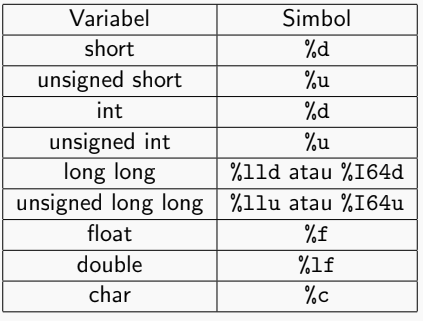 Variabel Simbol
short %d
unsigned short %u
int %d
unsigned int %u
long long %lld atau %I64d
unsigned long long %llu atau %I64u
float %f
double %lf
char %c